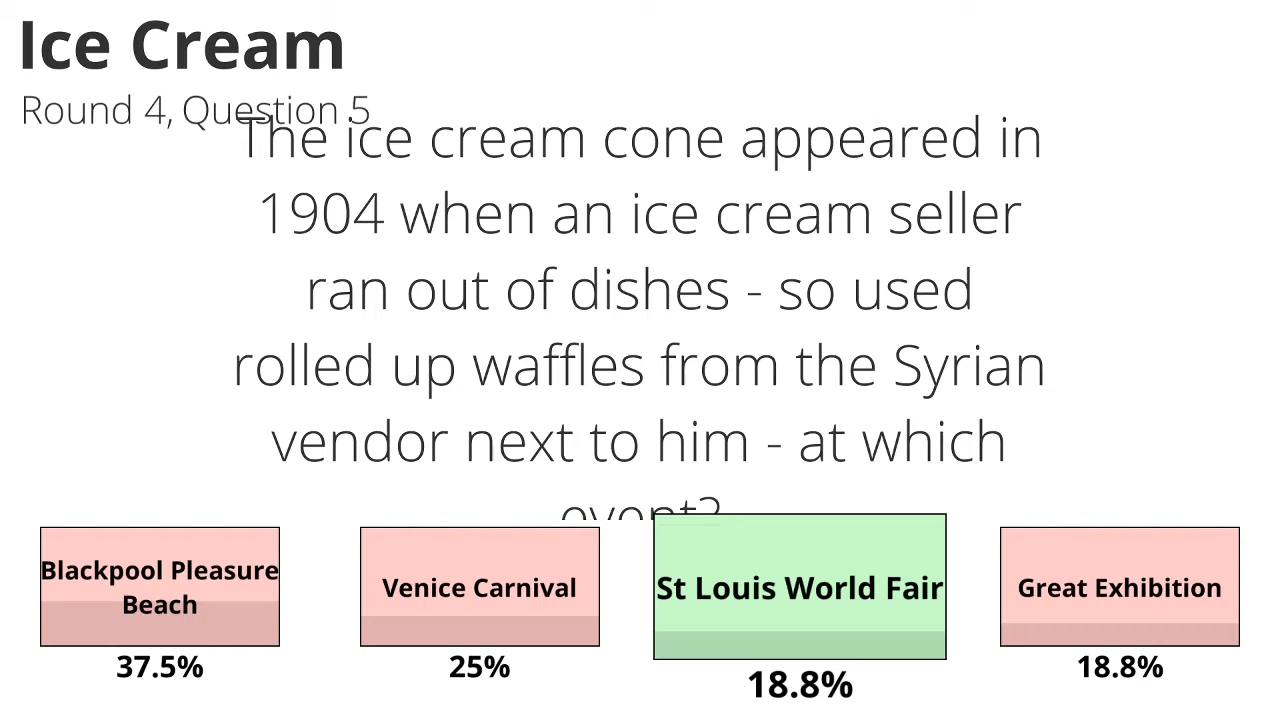 Ice Cream
Round 4, Question 5
The ice cream cone appeared in
1904 when an ice cream seller
ran out of dishes - so used
rolled up waffles from the Syrian
vendor next to him - at which
event?
Blackpool Pleasure
Beach
Venice Carnival
St Louis World Fair
Great Exhibition
37.5%
25%
18.8%
18.8%